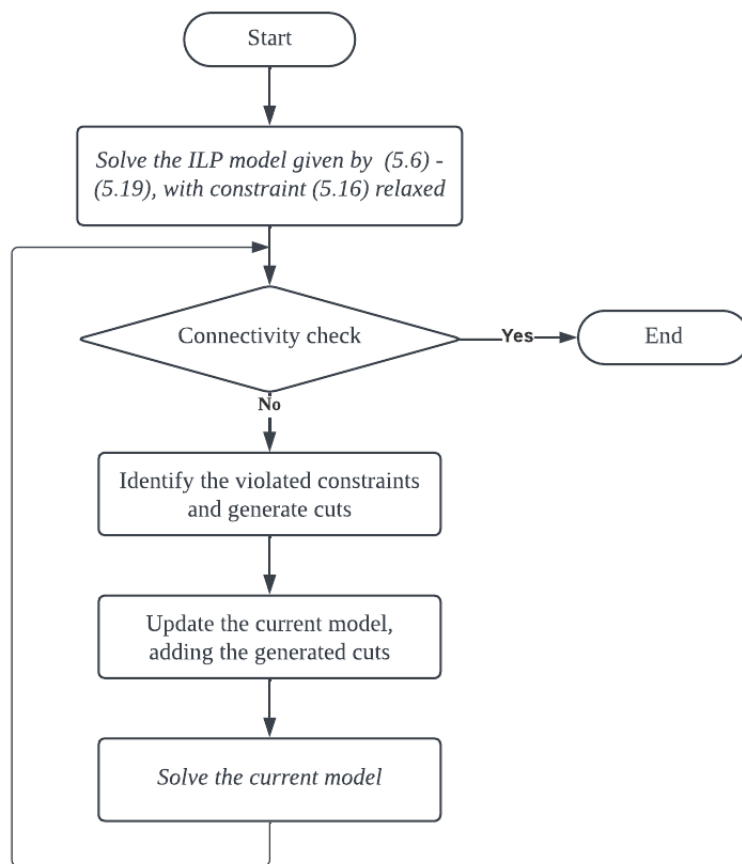 Start
Solve the ILP model given by (5.6) -
(5.19), with constraint (5.16) relaxed
Connectivity check
Yes
End
No
Identify the violated constraints
and generate cuts
Update the current model,
adding the generated cuts
Solve the current model